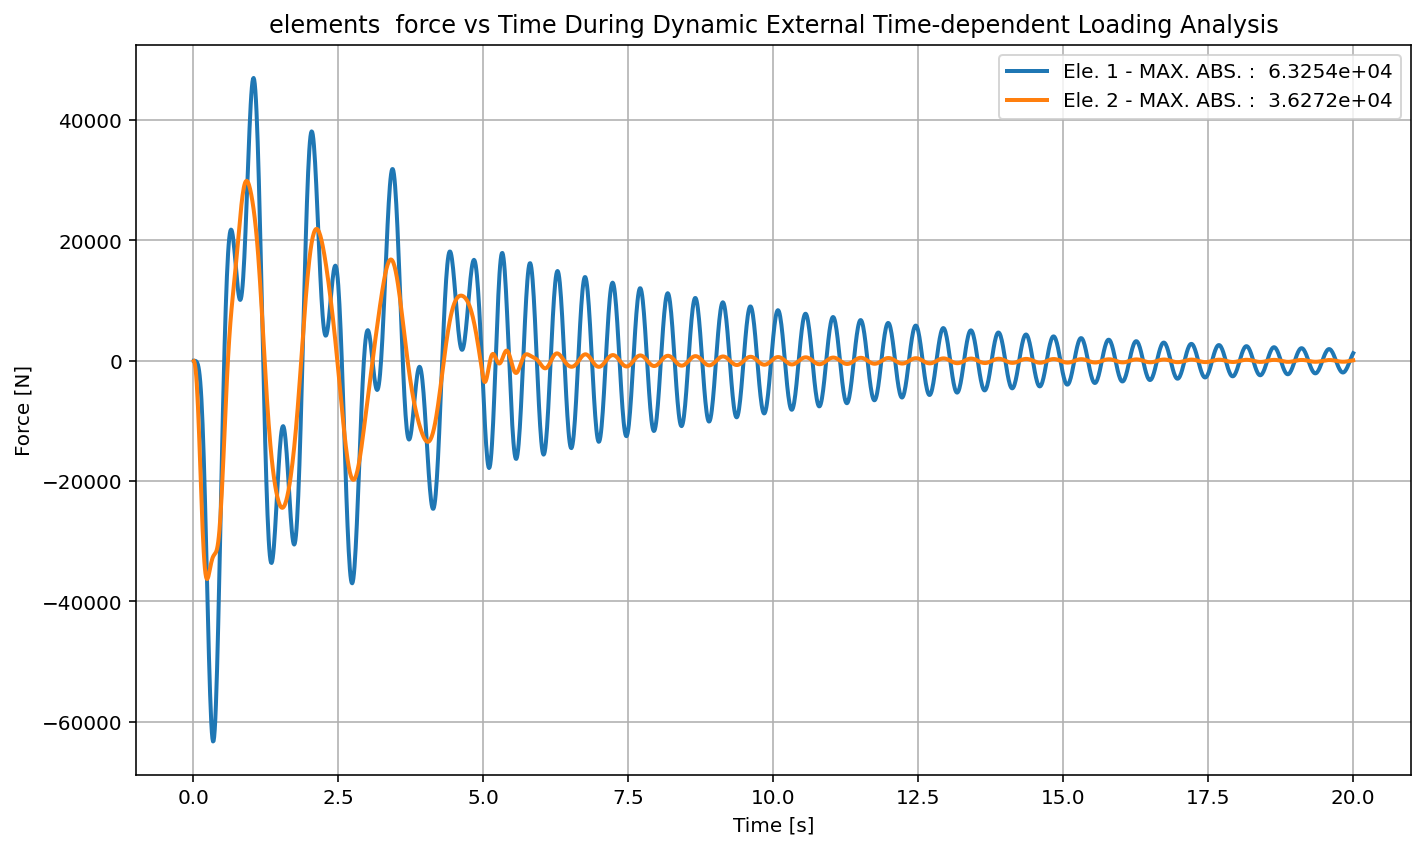 elements  force vs Time During Dynamic External Time-dependent Loading Analysis
Ele. 1 - MAX. ABS. :  6.3254e+04
Ele. 2 - MAX. ABS. :  3.6272e+04
40000
20000
0
−20000
−40000
−60000
Force [N]
0.0 2.5 5.0 7.5 10.0 12.5 15.0 17.5 20.0
Time [s]